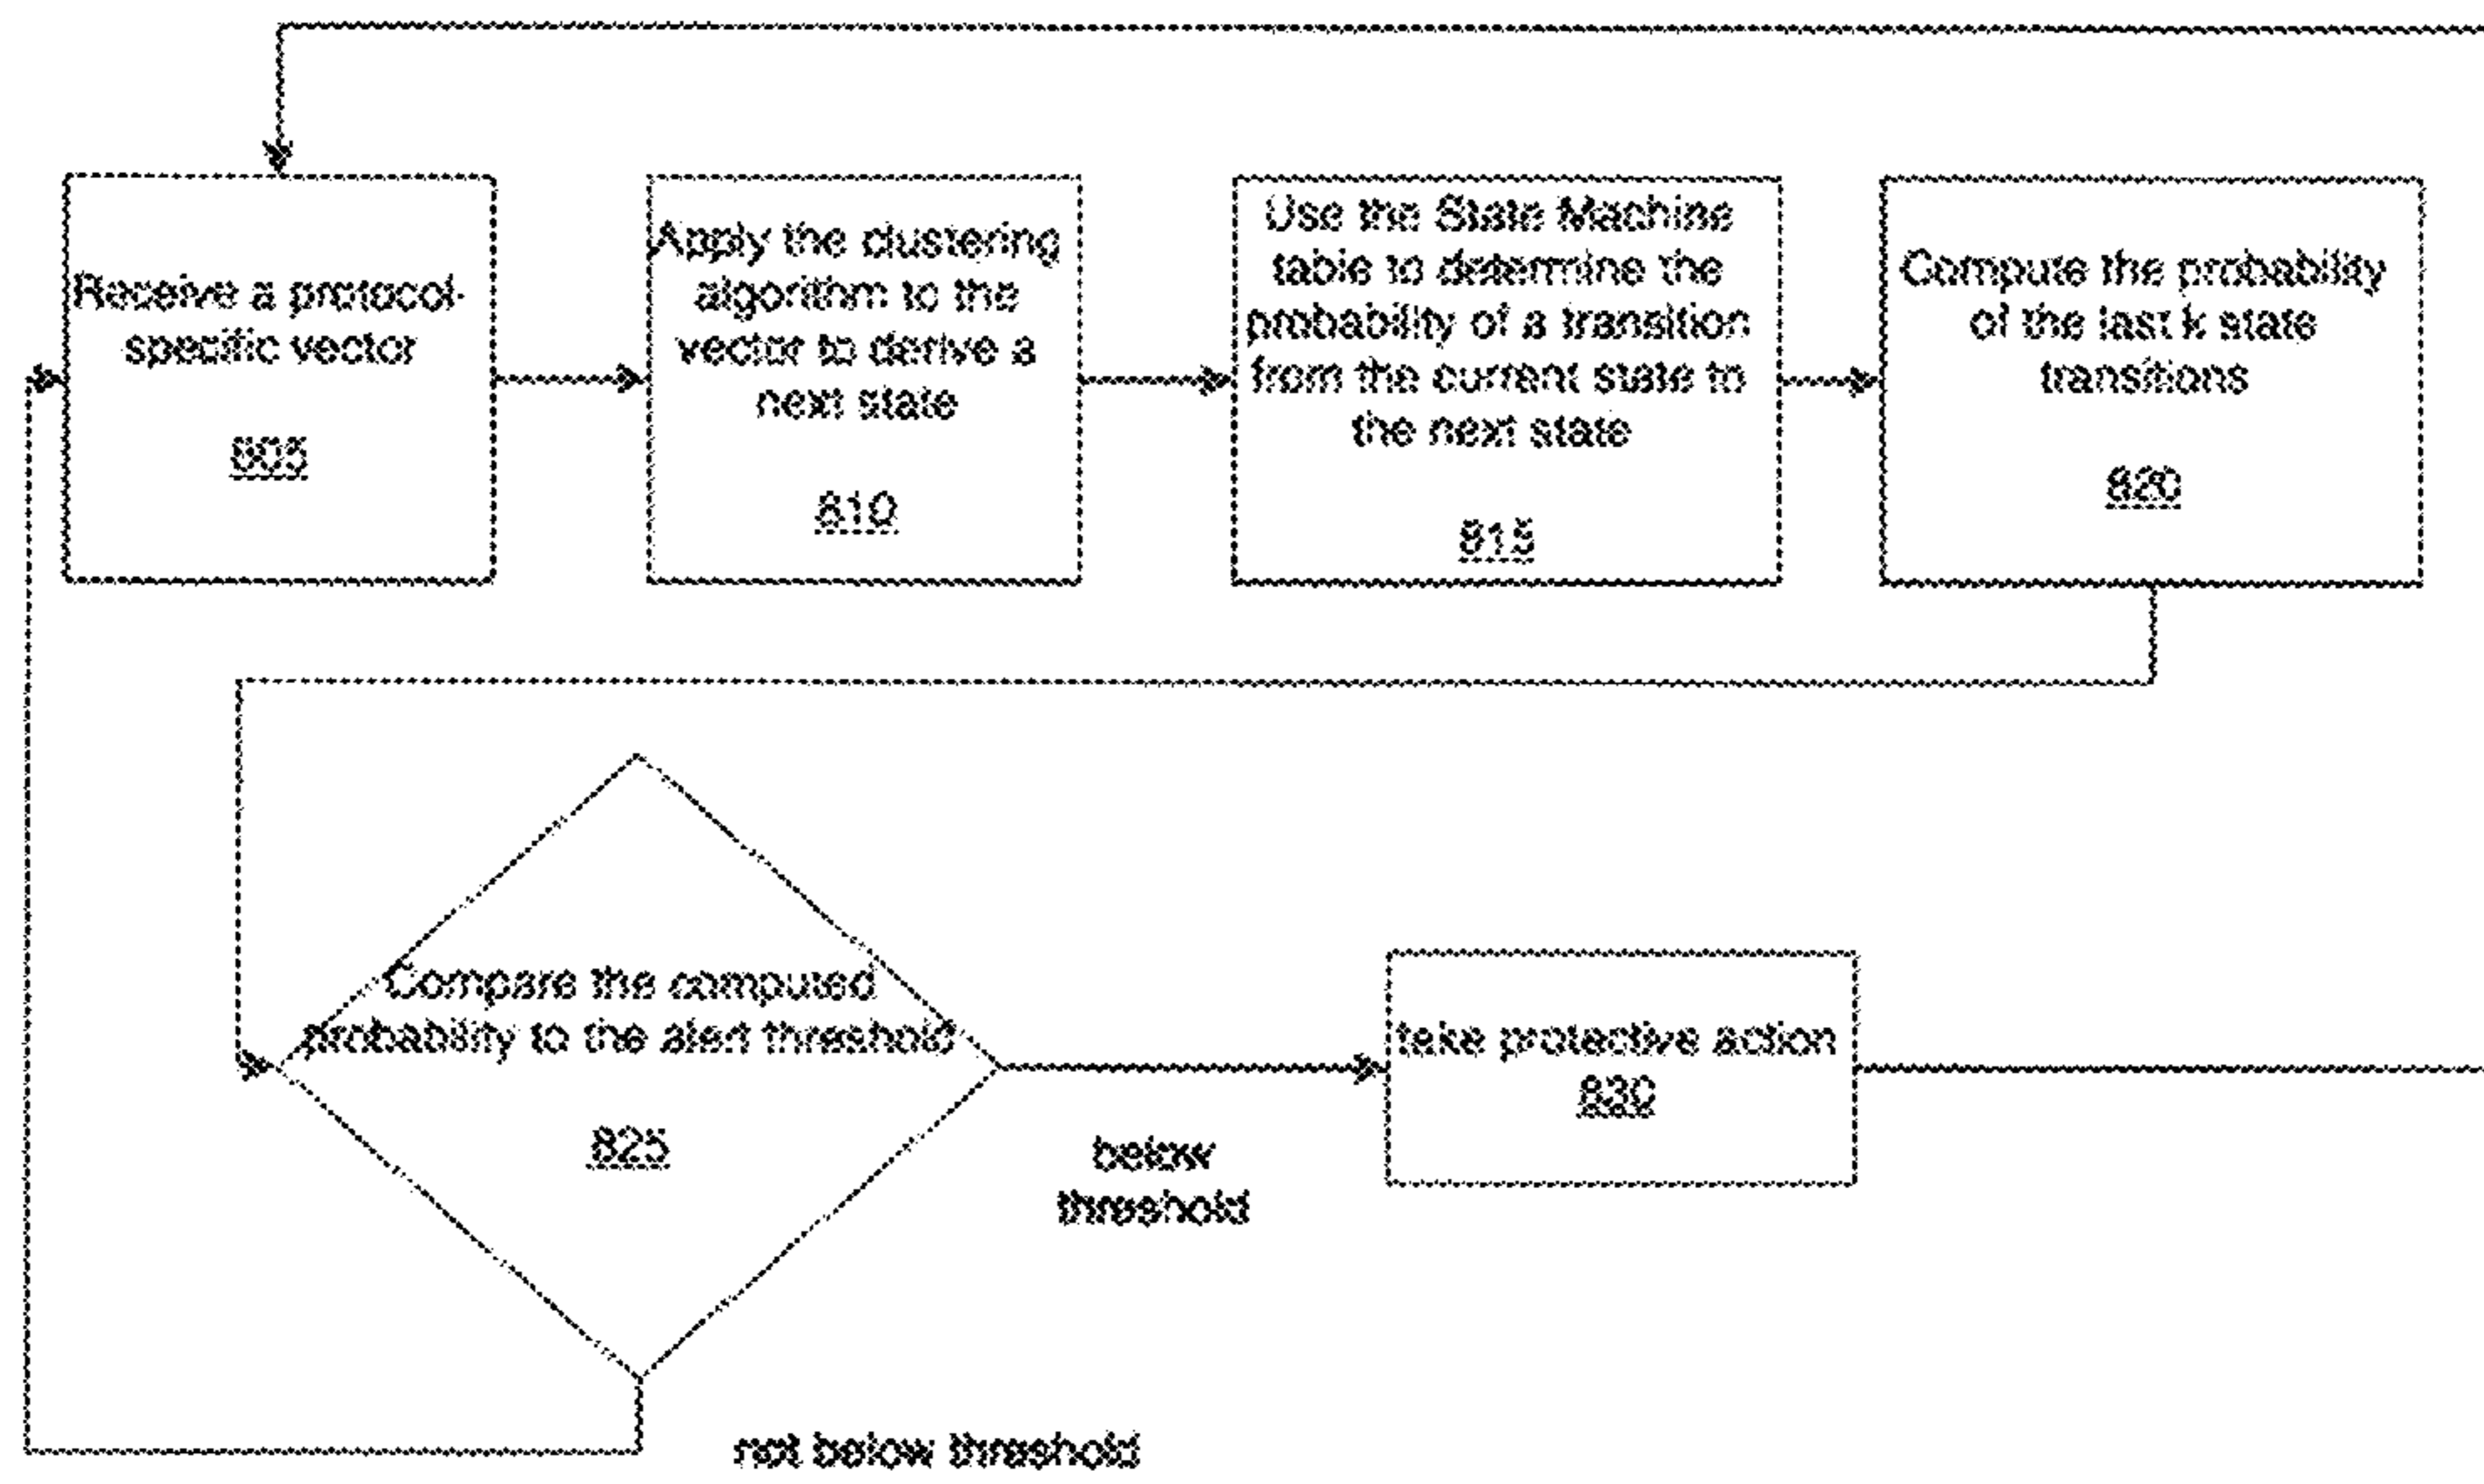 Receive a protocol-
specific vector
805
Apply the clustering
algorithm to the
vector to derive a
next state
810
Use the State Machine
table to determine the
probability of a transition
from the current state to
the next state
815
Compute the probability
of the last k state
transitions
820
Compare the computed
probability to the alert threshold
825
below
threshold
take protective action
830
not below threshold